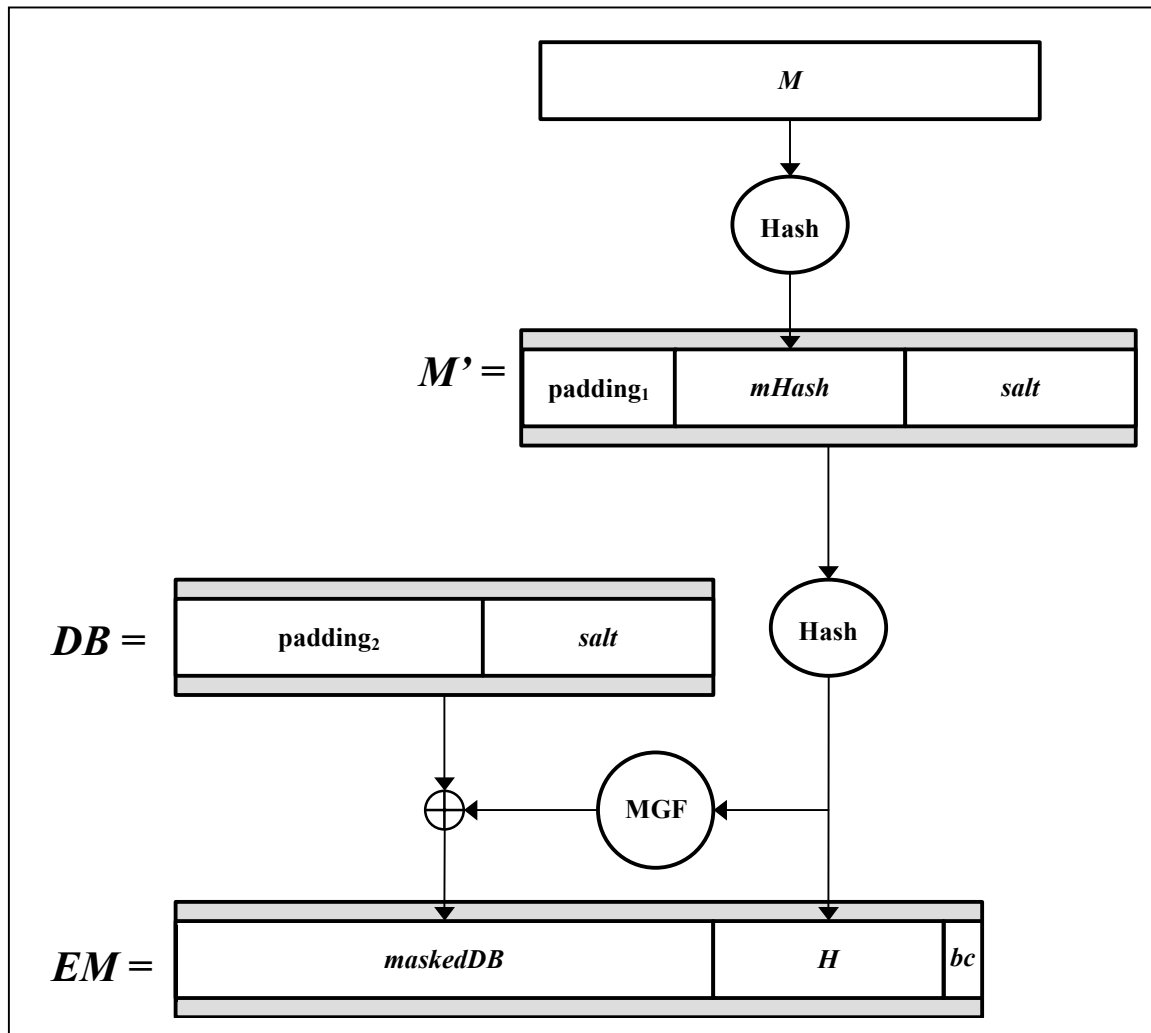 M
Hash
M’ = padding₁ mHash salt
DB = padding₂ salt
Hash
MGF
EM = maskedDB H bc